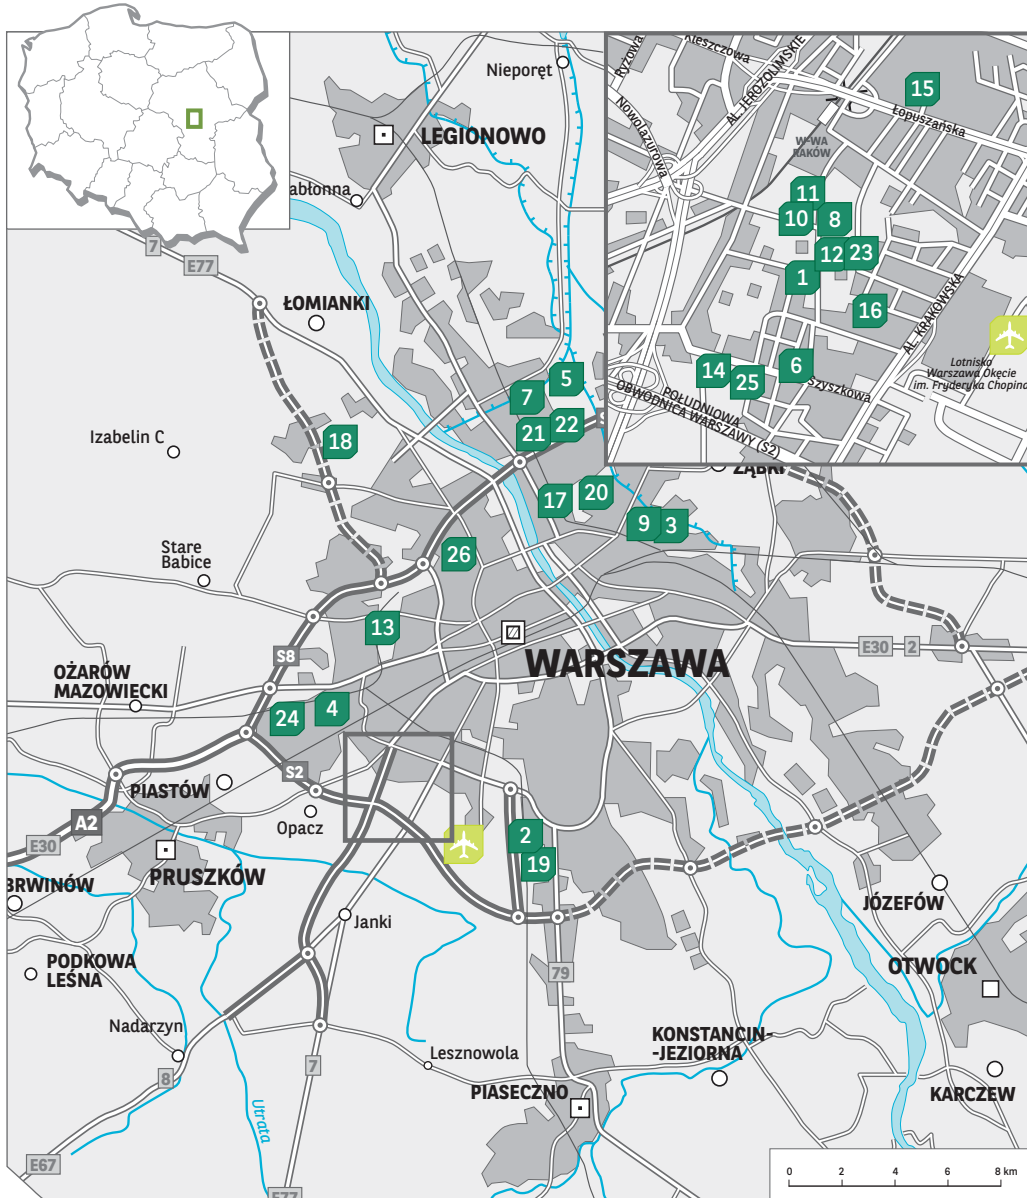 Nieporęt
LEGIONOWO
abłonna
7
E77
ŁOMIANKI
Izabelin C
18
5
7
22
21
20
17
9
3
ZĄBKI
Stare
Babice
26
13
S8
WARSZAWA
E30
2
OŻARÓW
MAZOWIECKI
24
4
S2
PIASTÓW
Opacz
A2
E30
PRUSZKÓW
BRWINÓW
2
19
JÓZEFÓW
Janki
PODKOWA
LEŚNA
OTWOCK
79
Nadarzyn
KONSTANCIN-
-JEZIORNA
Lesznowola
7
8
PIASECZNO
KARCZEW
Utrata
E67
E77
0 2 4 6 8 km
Ryżowa
Kleszczowa
AL. JEROZOLIMSKIE
15
Łopuszańska
Nowolazurowa
W-WA
RAKÓW
11
10
8
12
23
1
16
AL. KRAKOWSKA
6
szyszkowa
14
25
Lotnisko
Warszawa Okęcie
im. Fryderyka Chopina
POŁUDNIOWA
OBWODNICA WARSZAWY (S2)